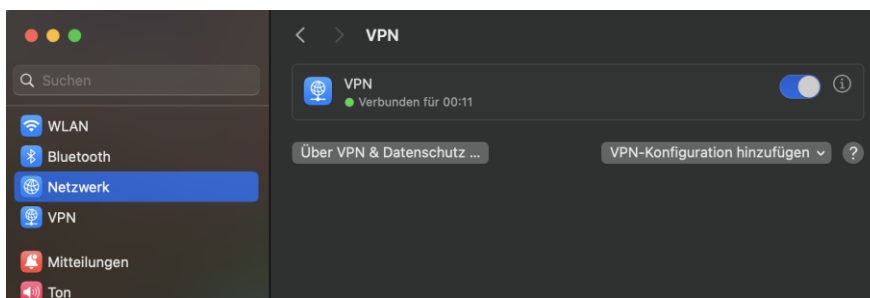 VPN
Suchen
VPN
Verbunden für 00:11
WLAN
Bluetooth
Über VPN & Datenschutz ...
VPN-Konfiguration hinzufügen
?
Netzwerk
VPN
Mitteilungen
Ton